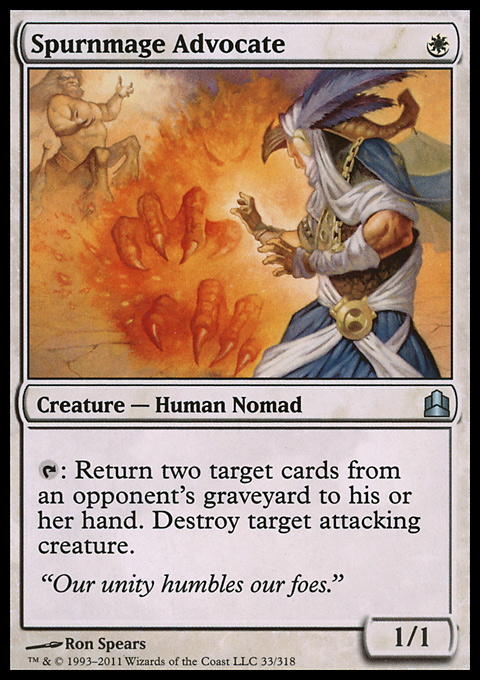 Spurnmage Advocate
Creature — Human Nomad
: Return two target cards from
an opponent's graveyard to his or
her hand. Destroy target attacking
creature.
“Our unity humbles our foes.”
Ron Spears
1/1
™ & © 1993–2011 Wizards of the Coast LLC 33/318